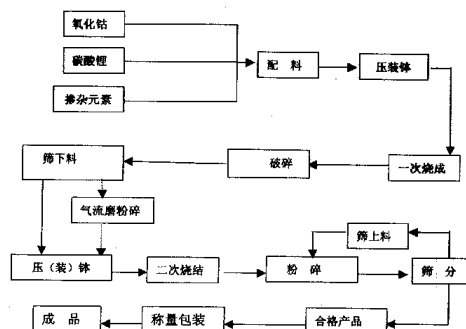 氧化钴
碳酸锂
掺杂元素
配 料
压装钵
一次烧成
破碎
筛下料
气流磨粉碎
压（装）钵
二次烧结
粉 碎
筛上料
筛 分
合格产品
称量包装
成 品